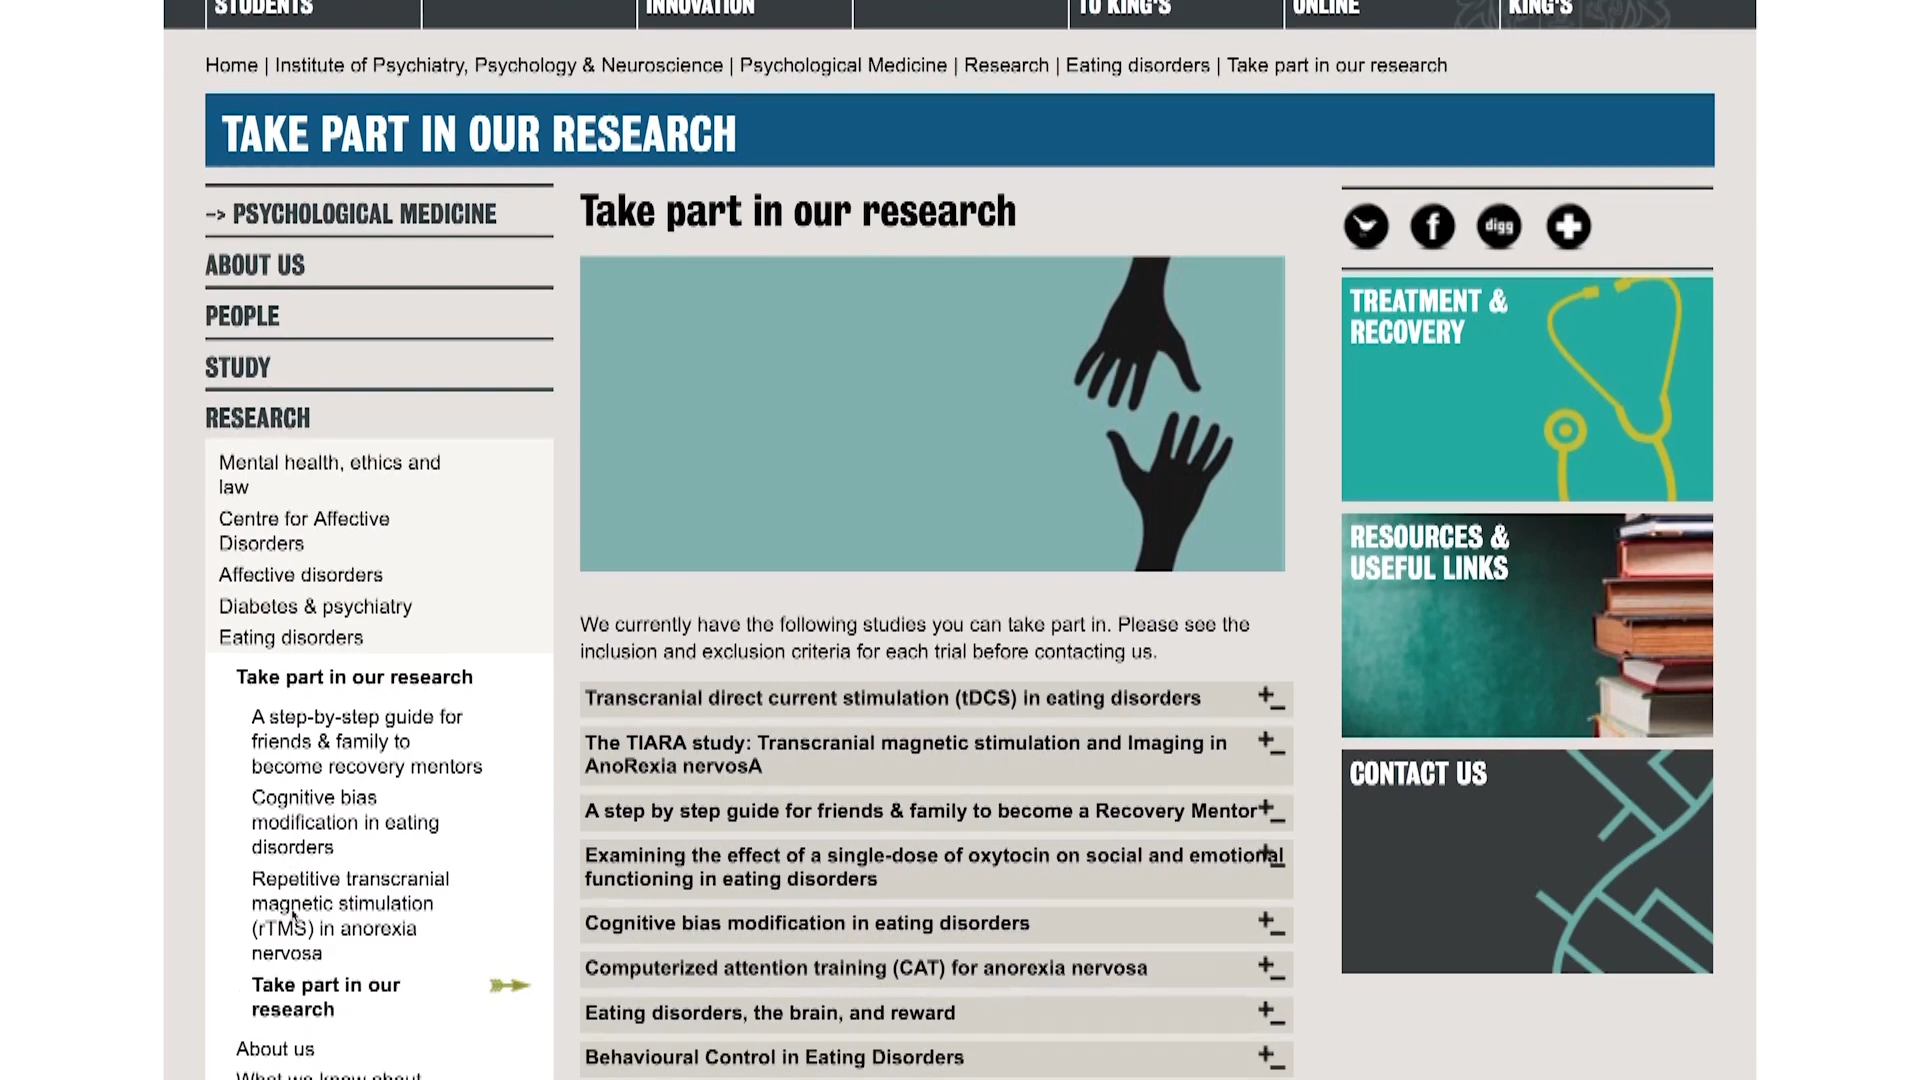 STUDENTS
INNOVATION
TO KING'S
ONLINE
KING'S
Home | Institute of Psychiatry, Psychology & Neuroscience | Psychological Medicine | Research | Eating disorders | Take part in our research
TAKE PART IN OUR RESEARCH
–> PSYCHOLOGICAL MEDICINE
ABOUT US
PEOPLE
STUDY
RESEARCH
Mental health, ethics and
law
Centre for Affective
Disorders
Affective disorders
Diabetes & psychiatry
Eating disorders
Take part in our research
A step-by-step guide for
friends & family to
become recovery mentors
Cognitive bias
modification in eating
disorders
Repetitive transcranial
magnetic stimulation
(rTMS) in anorexia
nervosa
Take part in our
research
About us
What we know about
Take part in our research
We currently have the following studies you can take part in. Please see the
inclusion and exclusion criteria for each trial before contacting us.
Transcranial direct current stimulation (tDCS) in eating disorders
The TIARA study: Transcranial magnetic stimulation and Imaging in
AnoRexia nervosA
A step by step guide for friends & family to become a Recovery Mentor
Examining the effect of a single-dose of oxytocin on social and emotional
functioning in eating disorders
Cognitive bias modification in eating disorders
Computerized attention training (CAT) for anorexia nervosa
Eating disorders, the brain, and reward
Behavioural Control in Eating Disorders
digg
TREATMENT &
RECOVERY
RESOURCES &
USEFUL LINKS
CONTACT US